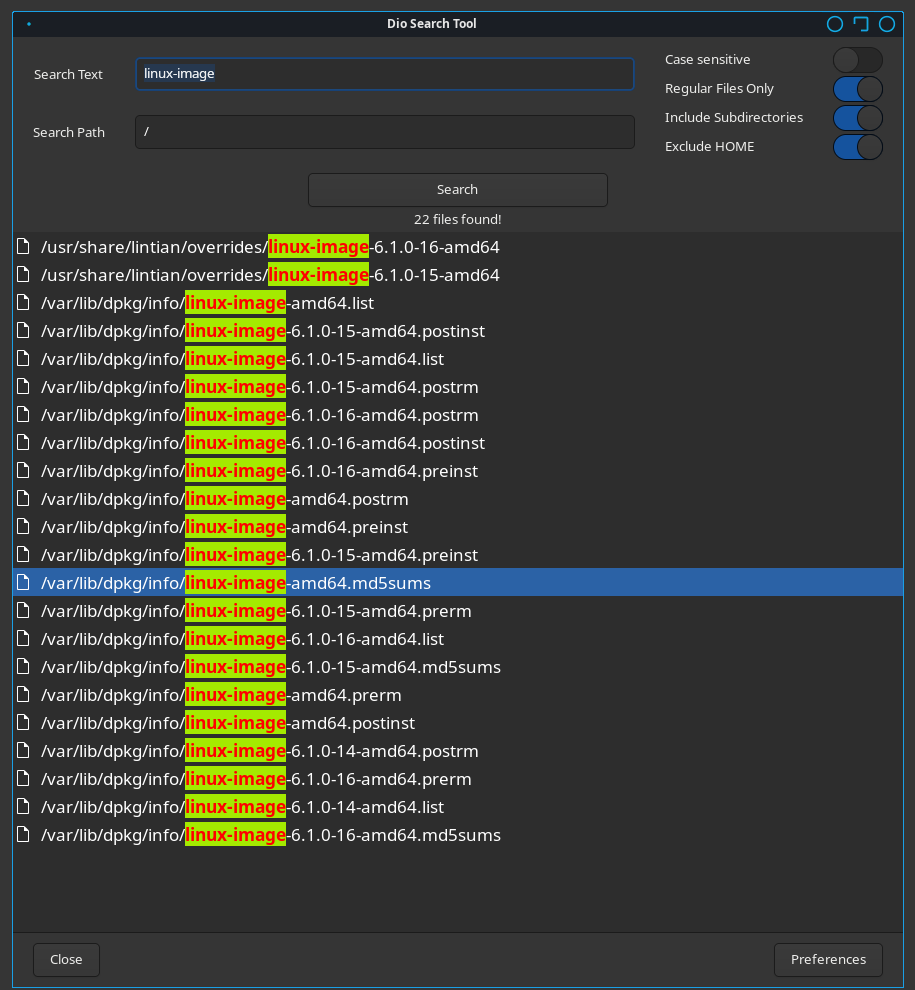 Dio Search Tool
Search Text
linux-image
Case sensitive
Regular Files Only
Search Path
/
Include Subdirectories
Exclude HOME
Search
22 files found!
/usr/share/lintian/overrides/linux-image-6.1.0-16-amd64
/usr/share/lintian/overrides/linux-image-6.1.0-15-amd64
/var/lib/dpkg/info/linux-image-amd64.list
/var/lib/dpkg/info/linux-image-6.1.0-15-amd64.postinst
/var/lib/dpkg/info/linux-image-6.1.0-15-amd64.list
/var/lib/dpkg/info/linux-image-6.1.0-15-amd64.postrm
/var/lib/dpkg/info/linux-image-6.1.0-16-amd64.postrm
/var/lib/dpkg/info/linux-image-6.1.0-16-amd64.postinst
/var/lib/dpkg/info/linux-image-6.1.0-16-amd64.preinst
/var/lib/dpkg/info/linux-image-amd64.postrm
/var/lib/dpkg/info/linux-image-amd64.preinst
/var/lib/dpkg/info/linux-image-6.1.0-15-amd64.preinst
/var/lib/dpkg/info/linux-image-amd64.md5sums
/var/lib/dpkg/info/linux-image-6.1.0-15-amd64.prerm
/var/lib/dpkg/info/linux-image-6.1.0-16-amd64.list
/var/lib/dpkg/info/linux-image-6.1.0-15-amd64.md5sums
/var/lib/dpkg/info/linux-image-amd64.prerm
/var/lib/dpkg/info/linux-image-amd64.postinst
/var/lib/dpkg/info/linux-image-6.1.0-14-amd64.postrm
/var/lib/dpkg/info/linux-image-6.1.0-16-amd64.prerm
/var/lib/dpkg/info/linux-image-6.1.0-14-amd64.list
/var/lib/dpkg/info/linux-image-6.1.0-16-amd64.md5sums
Close
Preferences